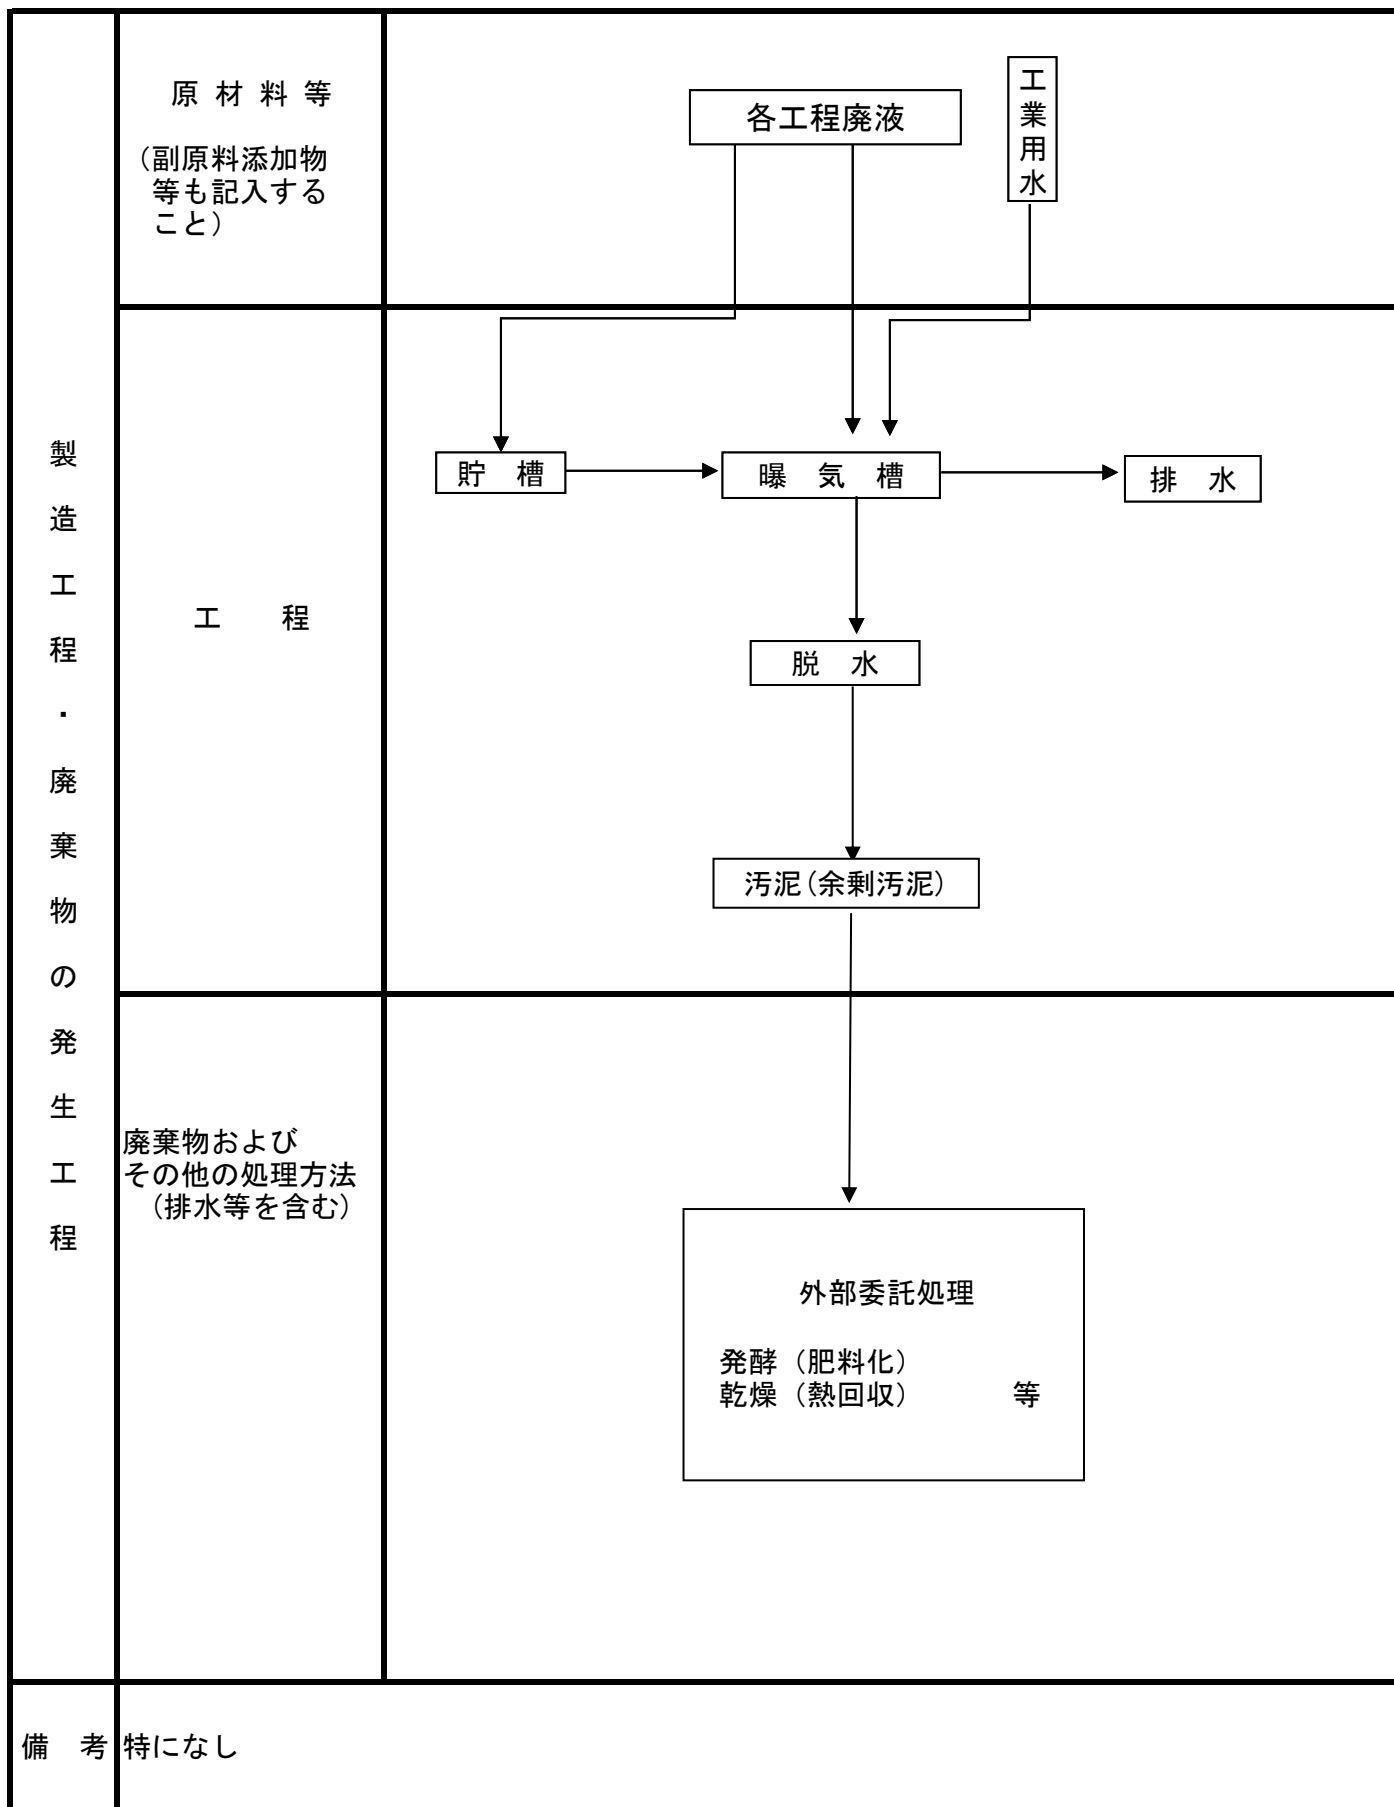 製造工程・廃棄物の発生工程
原 材 料 等
（副原料添加物
等も記入する
こと）
各工程廃液
工業用水
工　　程
貯　槽
曝　気　槽
排　水
脱　水
汚泥（余剰汚泥）
廃棄物および
その他の処理方法
（排水等を含む）
外部委託処理
発酵（肥料化）
乾燥（熱回収）　　　等
備　考
特になし